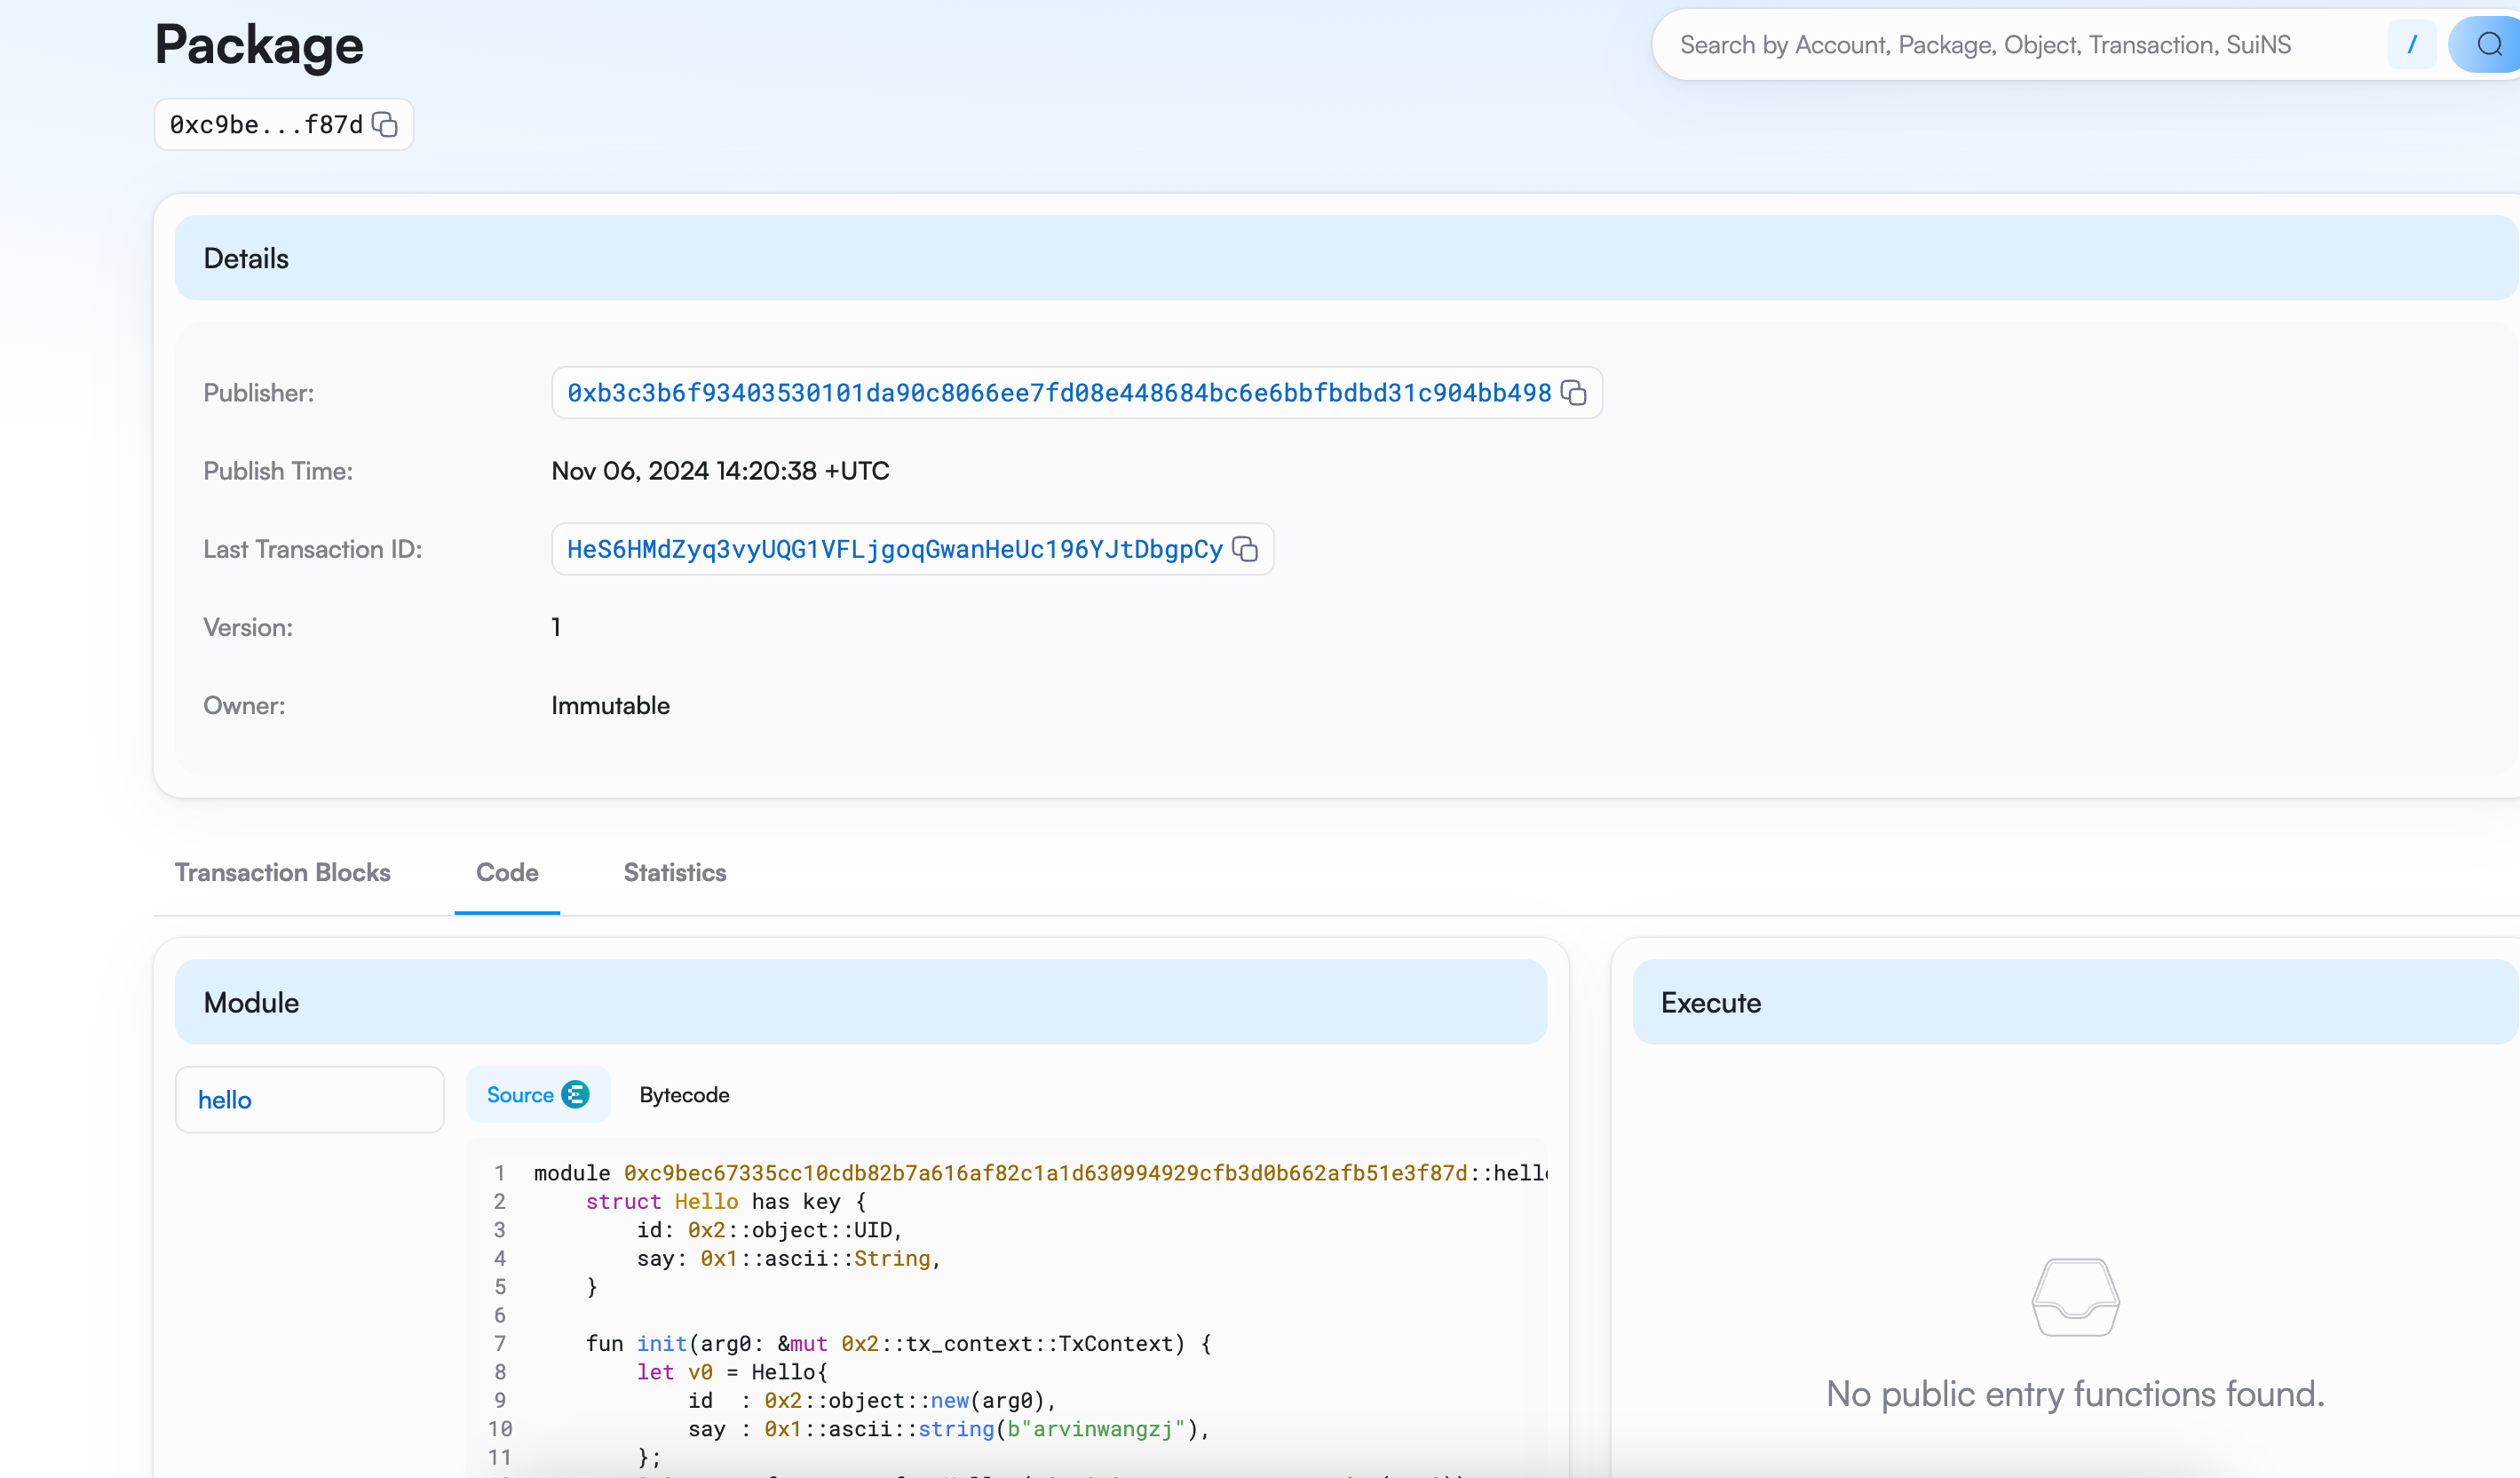 Package
Search by Account, Package, Object, Transaction, SuiNS
/
0xc9be...f87d
Details
Publisher:
0xb3c3b6f93403530101da90c8066ee7fd08e448684bc6e6bbfbdbd31c904bb498
Publish Time:
Nov 06, 2024 14:20:38 +UTC
Last Transaction ID:
HeS6HMdZyq3vyUQG1VFLjgoqGwanHeUc196YJtDbgpCy
Version:
1
Owner:
Immutable
Transaction Blocks
Code
Statistics
Module
hello
Source
Bytecode
1 module 0xc9bec67335cc10cdb82b7a616af82c1a1d630994929cfb3d0b662afb51e3f87d::hello
2 struct Hello has key {
3 id: 0x2::object::UID,
4 say: 0x1::ascii::String,
5 }
6
7 fun init(arg0: &mut 0x2::tx_context::TxContext) {
8 let v0 = Hello{
9 id  : 0x2::object::new(arg0),
10 say : 0x1::ascii::string(b"arvinwangzj"),
11 };
Execute
No public entry functions found.